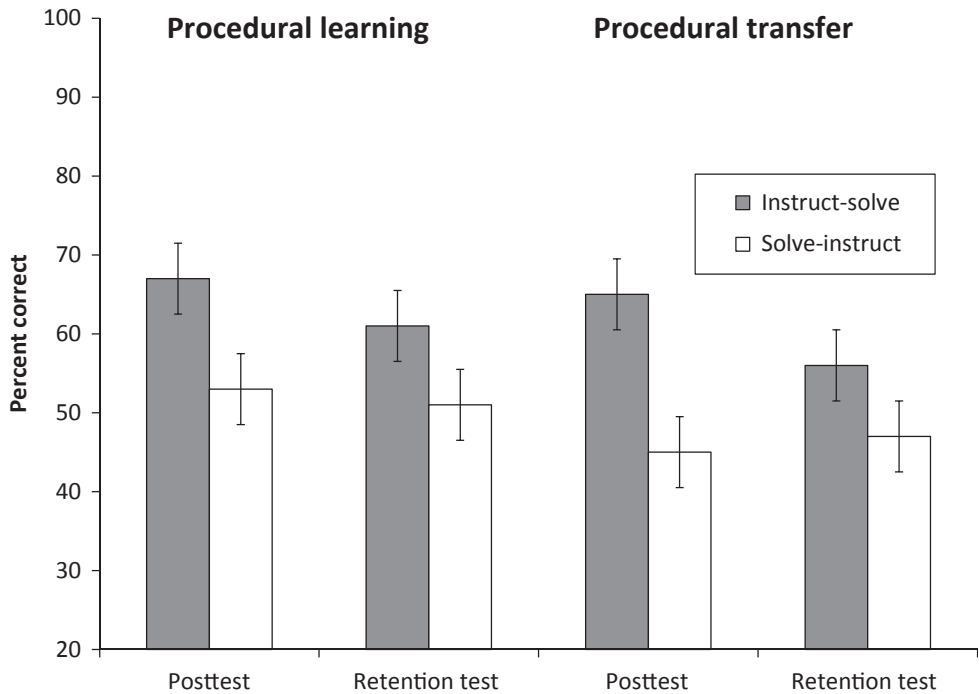 Procedural learning
Procedural transfer
Percent correct
100
90
80
70
60
50
40
30
20
Instruct-solve
Solve-instruct
Posttest
Retention test
Posttest
Retention test